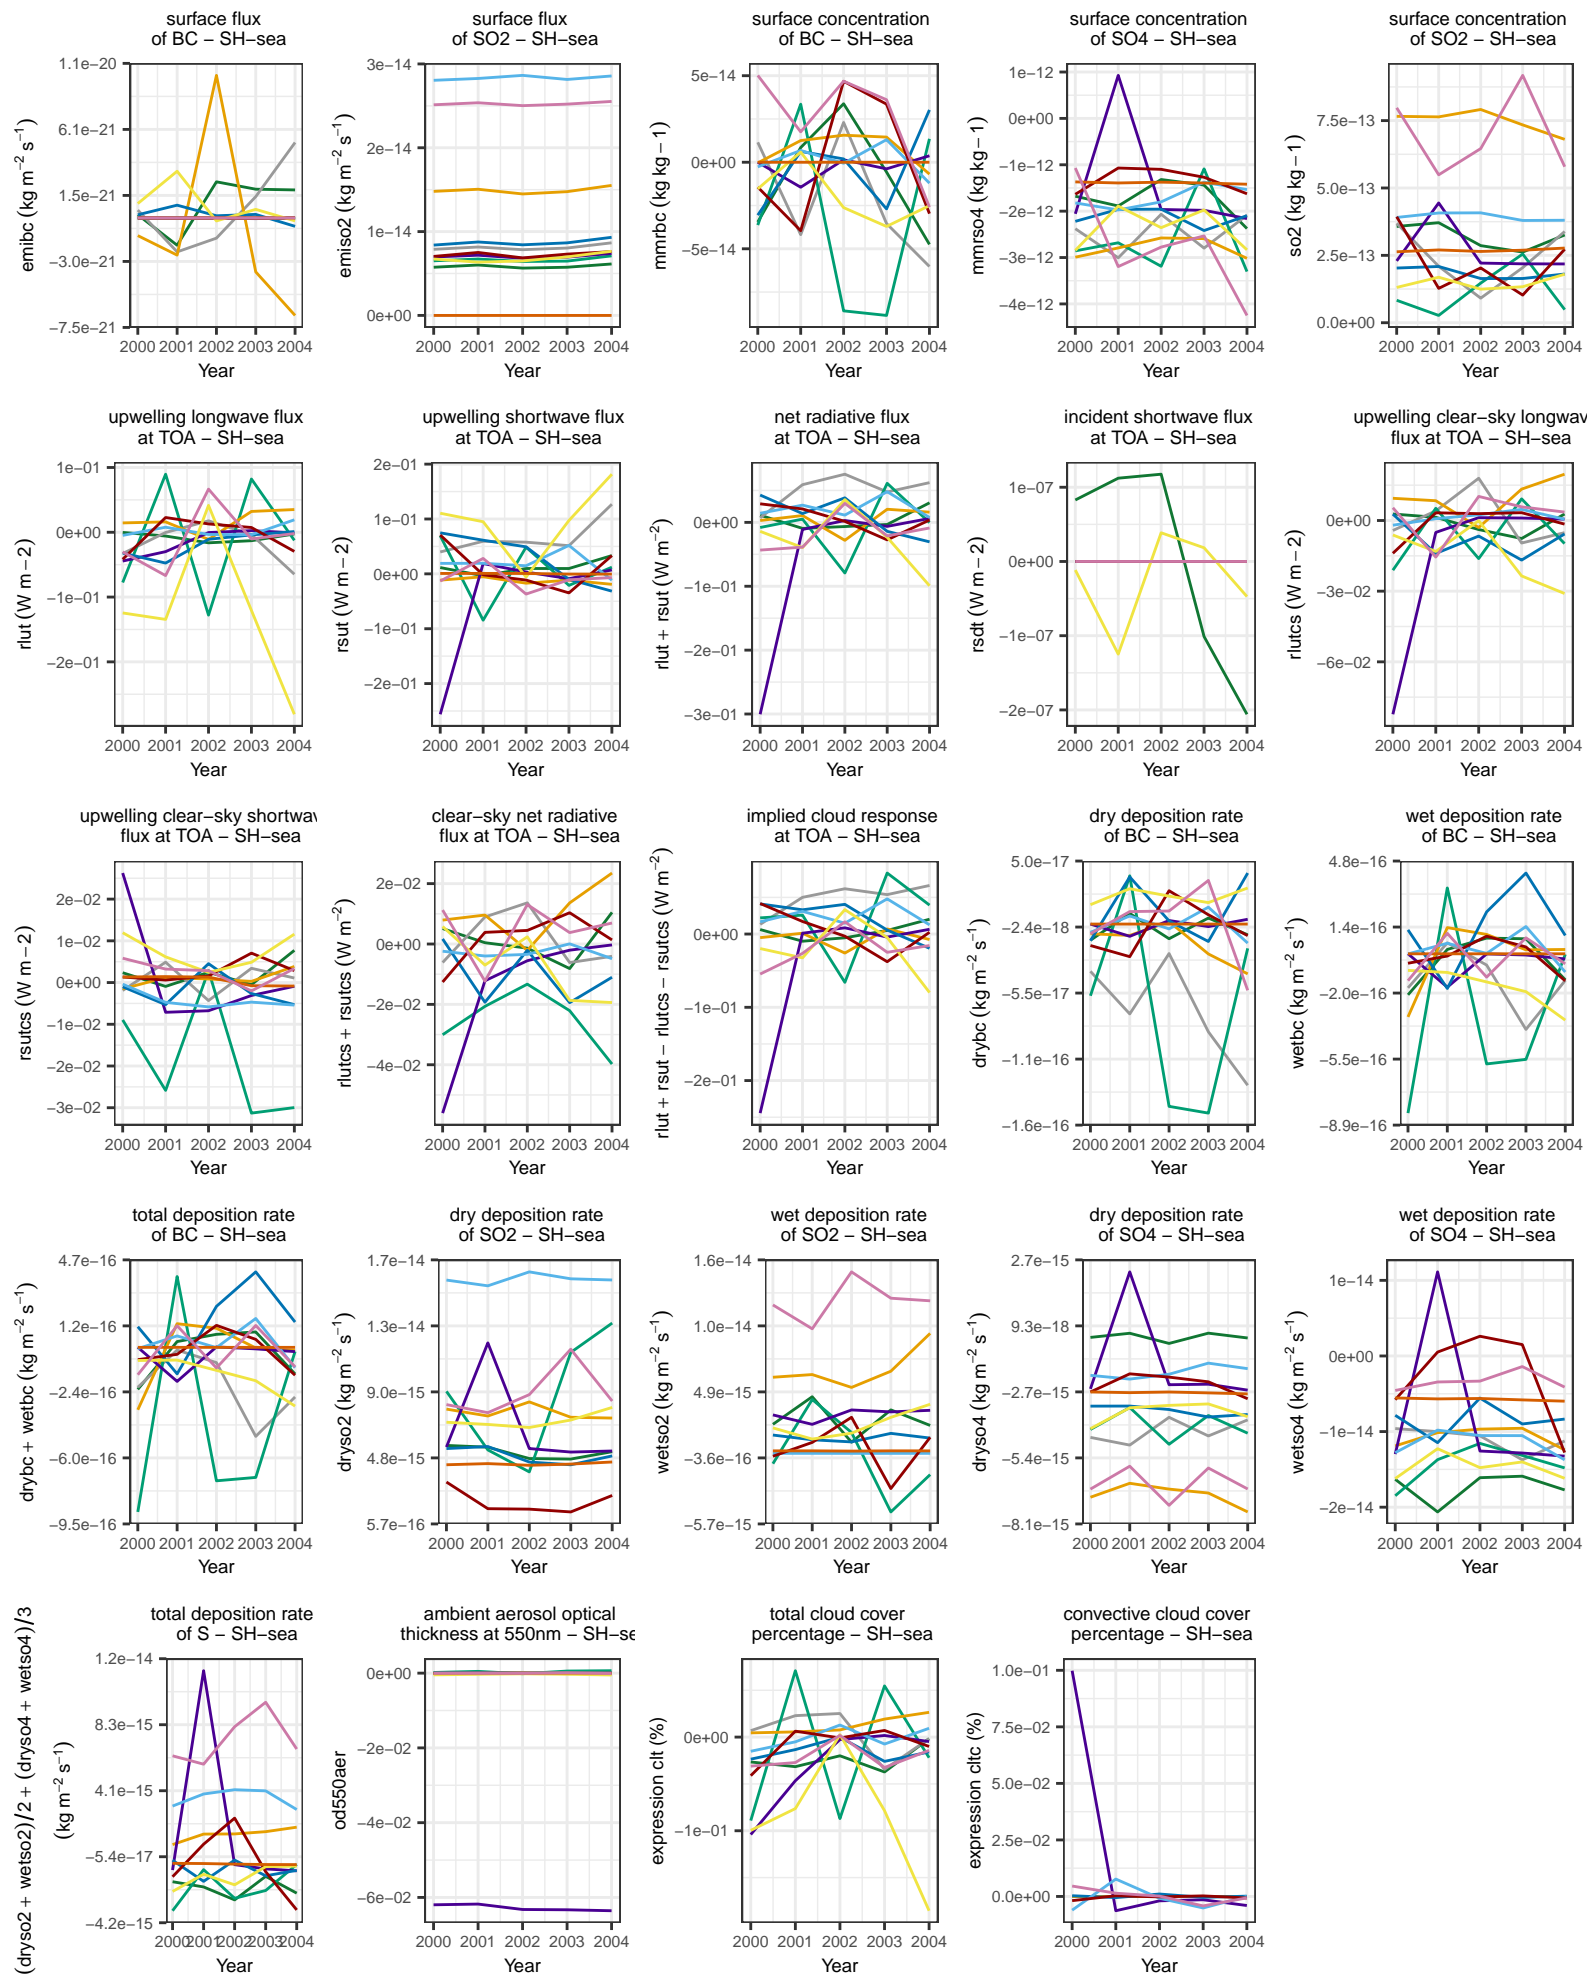 surface flux
of BC − SH−sea
emibc (kg m−2 s−1)
1.1e−20
6.1e−21
1.5e−21
−3.0e−21
−7.5e−21
2000 2001 2002 2003 2004
Year
surface flux
of SO2 − SH−sea
emiso2 (kg m−2 s−1)
3e−14
2e−14
1e−14
0e+00
2000 2001 2002 2003 2004
Year
surface concentration
of BC − SH−sea
mmrbc (kg kg−1)
5e−14
0e+00
−5e−14
2000 2001 2002 2003 2004
Year
surface concentration
of SO4 − SH−sea
mmrso4 (kg kg−1)
1e−12
0e+00
−1e−12
−2e−12
−3e−12
−4e−12
2000 2001 2002 2003 2004
Year
surface concentration
of SO2 − SH−sea
so2 (kg kg−1)
7.5e−13
5.0e−13
2.5e−13
0.0e+00
2000 2001 2002 2003 2004
Year
upwelling longwave flux
at TOA − SH−sea
rlut (W m−2)
1e−01
0e+00
−1e−01
−2e−01
2000 2001 2002 2003 2004
Year
upwelling shortwave flux
at TOA − SH−sea
rsut (W m−2)
2e−01
1e−01
0e+00
−1e−01
−2e−01
2000 2001 2002 2003 2004
Year
net radiative flux
at TOA − SH−sea
rlut + rsut (W m−2)
0e+00
−1e−01
−2e−01
−3e−01
2000 2001 2002 2003 2004
Year
incident shortwave flux
at TOA − SH−sea
rsdt (W m−2)
1e−07
0e+00
−1e−07
−2e−07
2000 2001 2002 2003 2004
Year
upwelling clear−sky longwav
flux at TOA − SH−sea
rlutcs (W m−2)
0e+00
−3e−02
−6e−02
2000 2001 2002 2003 2004
Year
upwelling clear−sky shortwav
flux at TOA − SH−sea
rsutcs (W m−2)
2e−02
1e−02
0e+00
−1e−02
−2e−02
−3e−02
2000 2001 2002 2003 2004
Year
clear−sky net radiative
flux at TOA − SH−sea
rlutcs + rsutcs (W m−2)
2e−02
0e+00
−2e−02
−4e−02
2000 2001 2002 2003 2004
Year
implied cloud response
at TOA − SH−sea
rlut + rsut − rlutcs − rsutcs (W m−2)
0e+00
−1e−01
−2e−01
2000 2001 2002 2003 2004
Year
dry deposition rate
of BC − SH−sea
drybc (kg m−2 s−1)
5.0e−17
−2.4e−18
−5.5e−17
−1.1e−16
−1.6e−16
2000 2001 2002 2003 2004
Year
wet deposition rate
of BC − SH−sea
wetbc (kg m−2 s−1)
4.8e−16
1.4e−16
−2.0e−16
−5.5e−16
−8.9e−16
2000 2001 2002 2003 2004
Year
total deposition rate
of BC − SH−sea
drybc + wetbc (kg m−2 s−1)
4.7e−16
1.2e−16
−2.4e−16
−6.0e−16
−9.5e−16
2000 2001 2002 2003 2004
Year
dry deposition rate
of SO2 − SH−sea
dryso2 (kg m−2 s−1)
1.7e−14
1.3e−14
9.0e−15
4.8e−15
5.7e−16
2000 2001 2002 2003 2004
Year
wet deposition rate
of SO2 − SH−sea
wetso2 (kg m−2 s−1)
1.6e−14
1.0e−14
4.9e−15
−3.6e−16
−5.7e−15
2000 2001 2002 2003 2004
Year
dry deposition rate
of SO4 − SH−sea
dryso4 (kg m−2 s−1)
2.7e−15
9.3e−18
−2.7e−15
−5.4e−15
−8.1e−15
2000 2001 2002 2003 2004
Year
wet deposition rate
of SO4 − SH−sea
wetso4 (kg m−2 s−1)
1e−14
0e+00
−1e−14
−2e−14
2000 2001 2002 2003 2004
Year
total deposition rate
of S − SH−sea
(dryso2 + wetso2)/2 + (dryso4 + wetso4)/3
(kg m−2 s−1)
1.2e−14
8.3e−15
4.1e−15
−5.4e−17
−4.2e−15
2000 2001 2002 2003 2004
Year
ambient aerosol optical
thickness at 550nm − SH−se
od550aer
0e+00
−2e−02
−4e−02
−6e−02
2000 2001 2002 2003 2004
Year
total cloud cover
percentage − SH−sea
expression clt (%)
0e+00
−1e−01
2000 2001 2002 2003 2004
Year
convective cloud cover
percentage − SH−sea
expression cltc (%)
1.0e−01
7.5e−02
5.0e−02
2.5e−02
0.0e+00
2000 2001 2002 2003 2004
Year